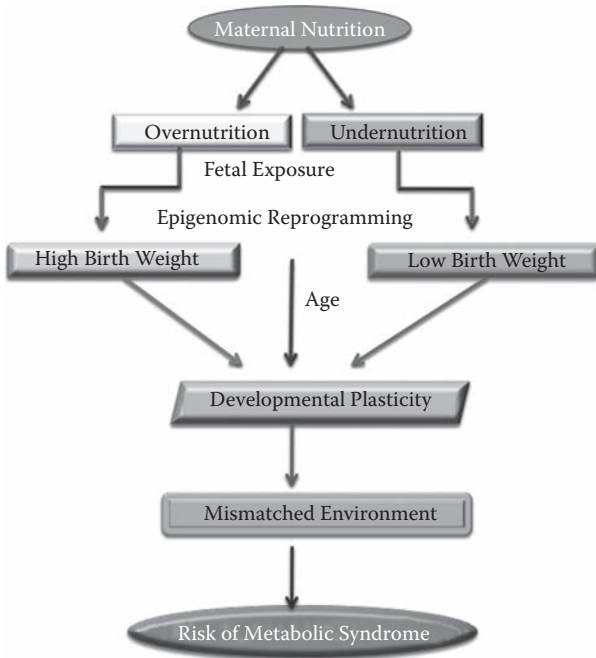 Maternal Nutrition
Overnutrition
Undernutrition
Fetal Exposure
Epigenomic Reprogramming
High Birth Weight
Low Birth Weight
Age
Developmental Plasticity
Mismatched Environment
Risk of Metabolic Syndrome